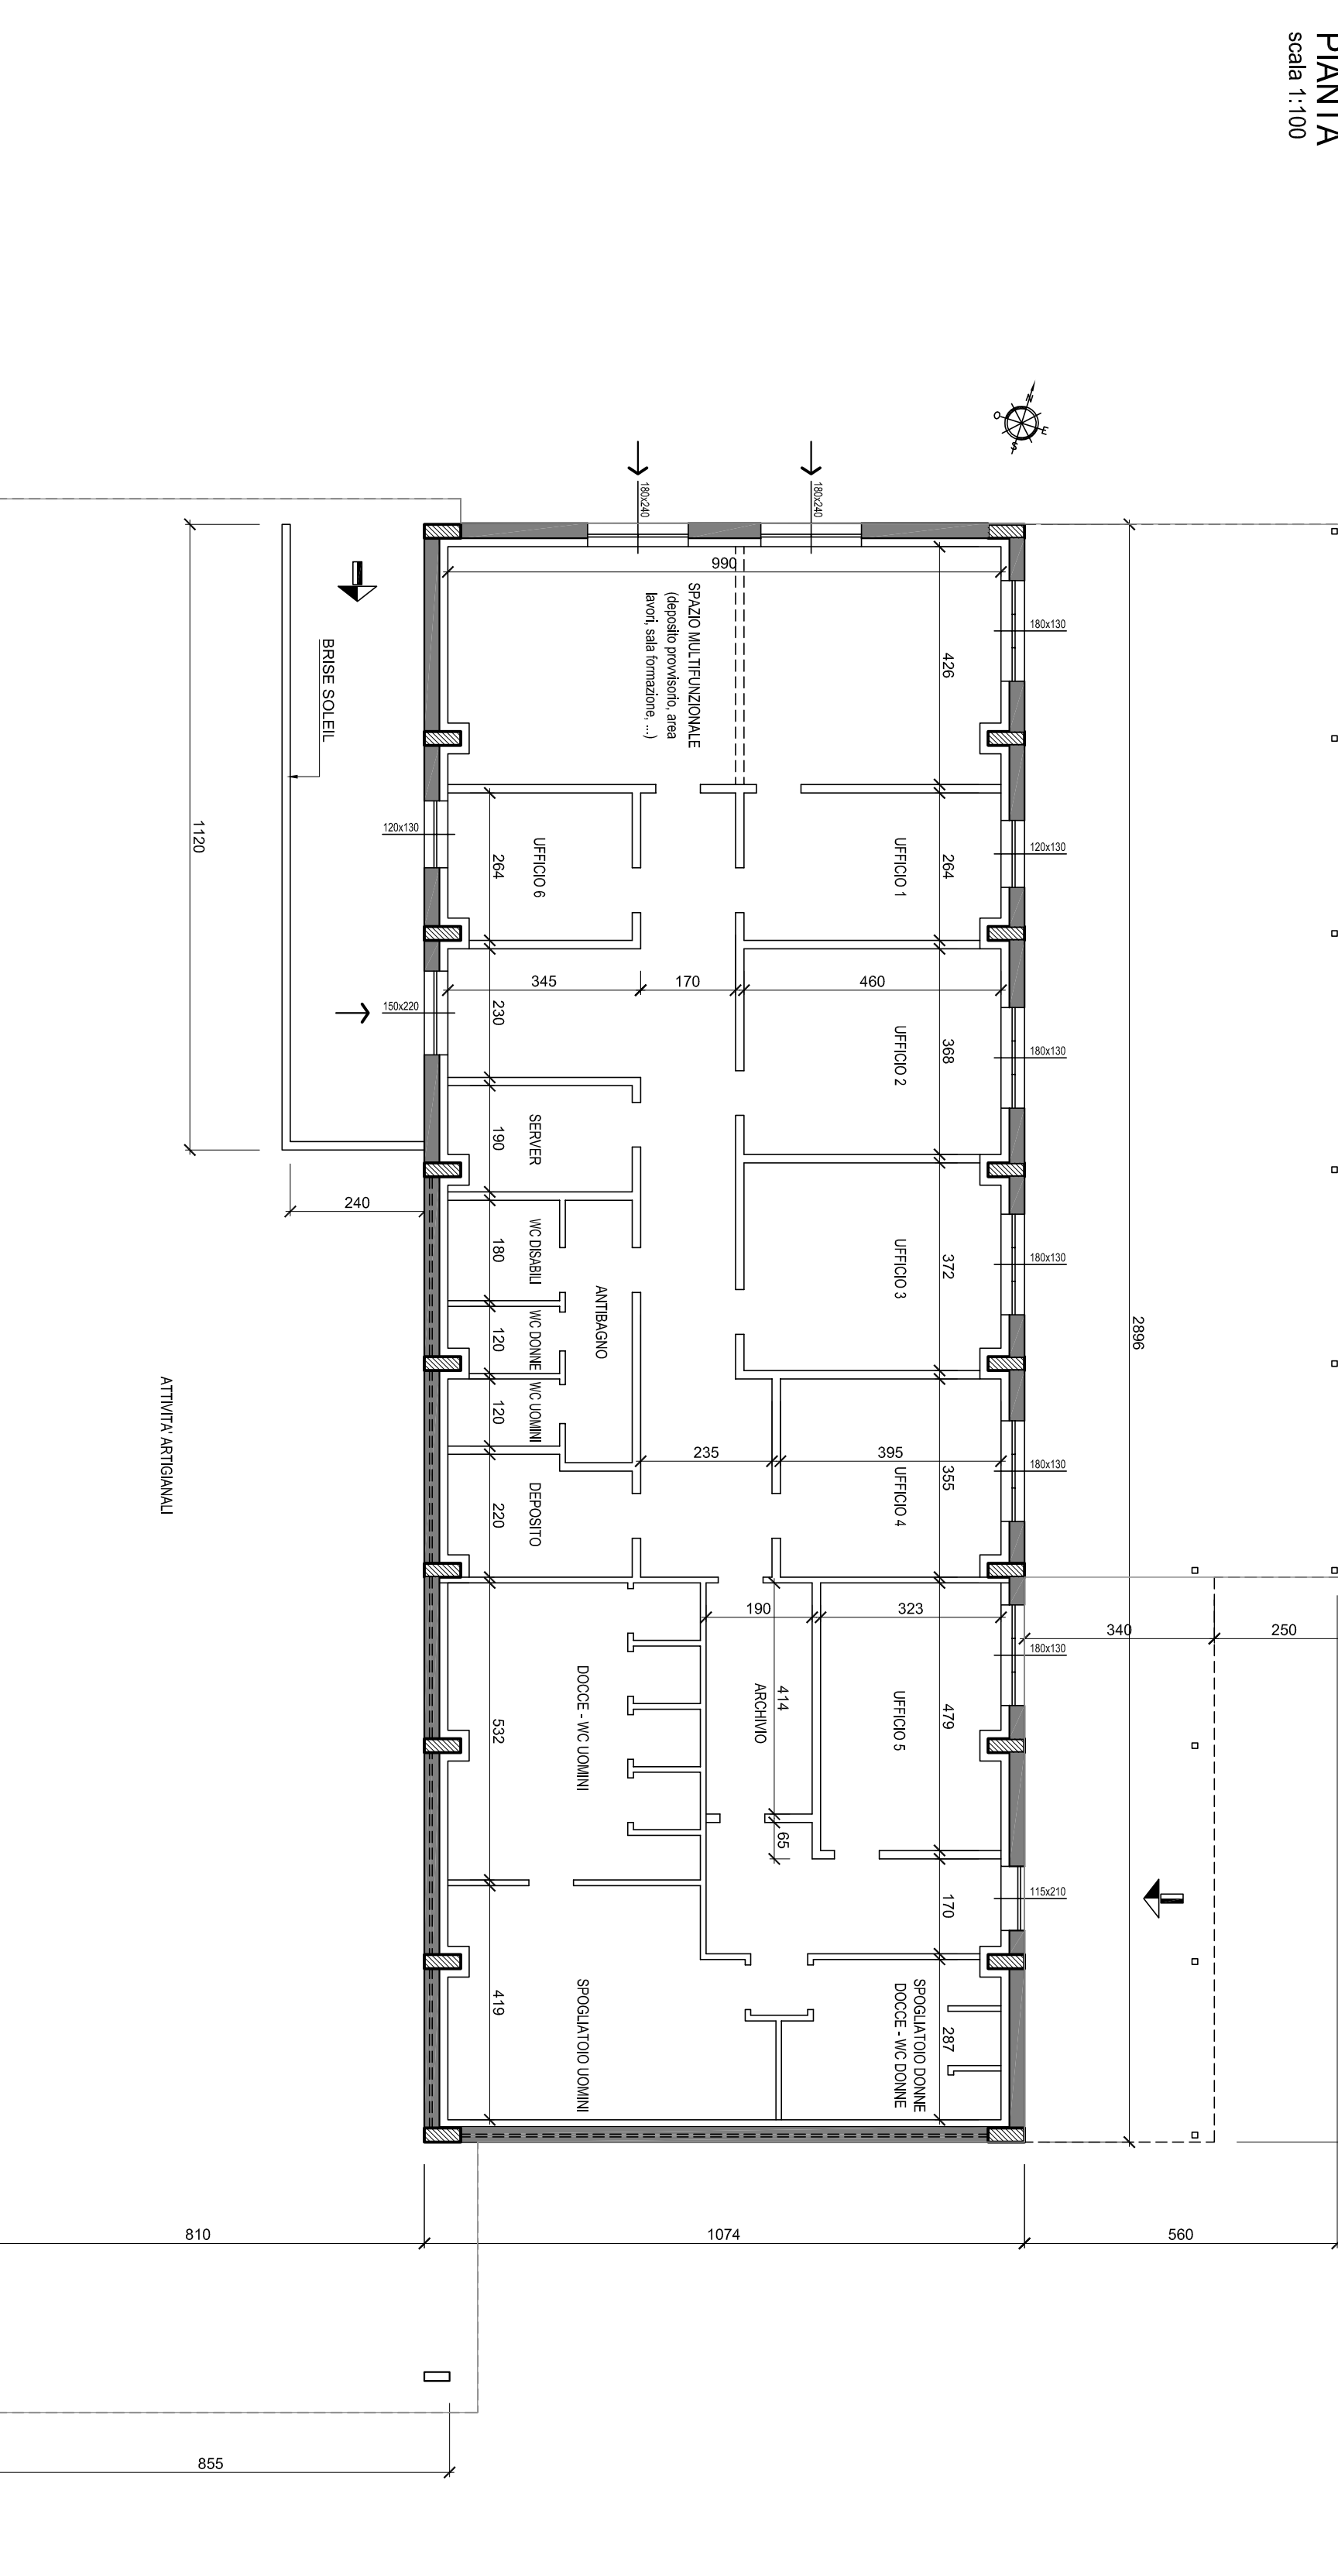 PIANTA
scala 1:100
N
E
S
O
180x240
180x240
990
SPAZIO MULTIFUNZIONALE
(deposito provvisorio, area
lavori, sala formazione, ...)
426
180x130
BRISE SOLEIL
1120
120x130
264
UFFICIO 6
UFFICIO 1
264
120x130
345
170
460
150x220
230
UFFICIO 2
368
180x130
190
SERVER
240
180
WC DISABILI
ANTIBAGNO
UFFICIO 3
372
180x130
2896
120
WC DONNE
120
WC UOMINI
ATTIVITA' ARTIGIANALI
235
395
UFFICIO 4
355
180x130
220
DEPOSITO
190
323
340
250
180x130
532
DOCCE - WC UOMINI
ARCHIVIO
414
UFFICIO 5
479
65
170
115x210
419
SPOGLIATOIO UOMINI
SPOGLIATOIO DONNE
DOCCE - WC DONNE
287
810
1074
560
855